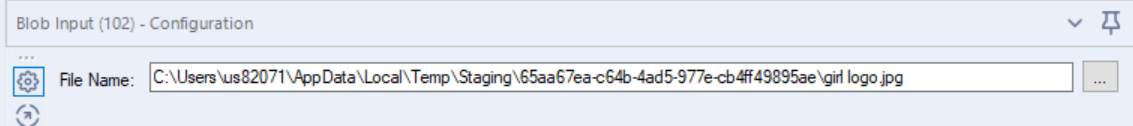 Blob Input (102) - Configuration
File Name: C:\Users\us82071\AppData\Local\Temp\Staging\65aa67ea-c64b-4ad5-977e-cb4ff49895ae\girl logo.jpg ...